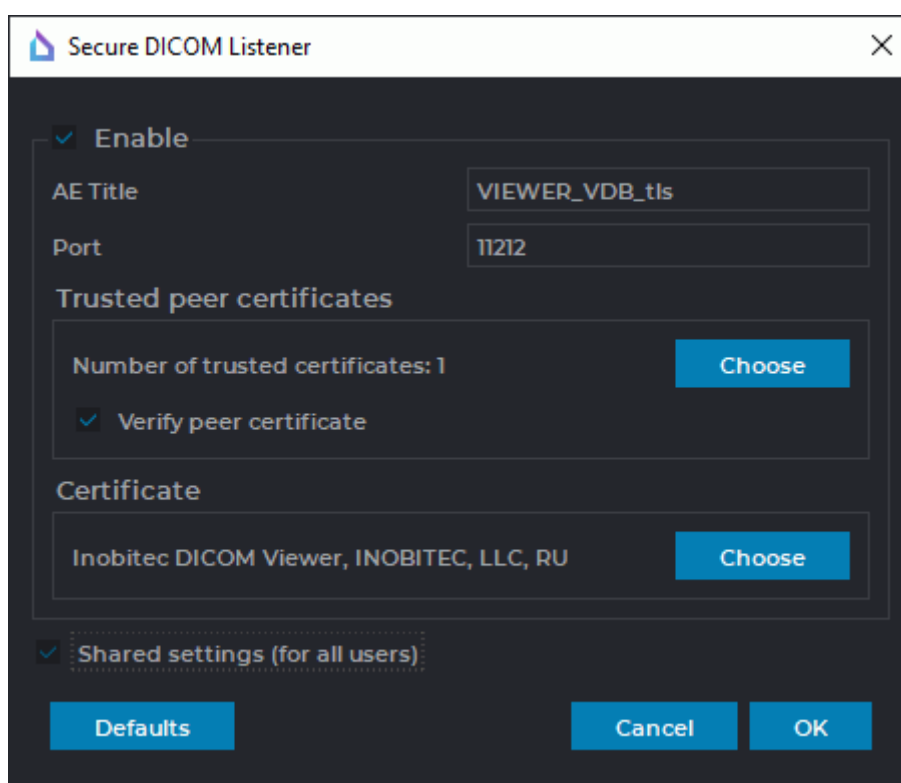 Secure DICOM Listener
Enable
AE Title VIEWER_VDB_tls
Port 11212
Trusted peer certificates
Number of trusted certificates: 1 Choose
Verify peer certificate
Certificate
Inobitec DICOM Viewer, INOBITEC, LLC, RU Choose
Shared settings (for all users)
Defaults Cancel OK